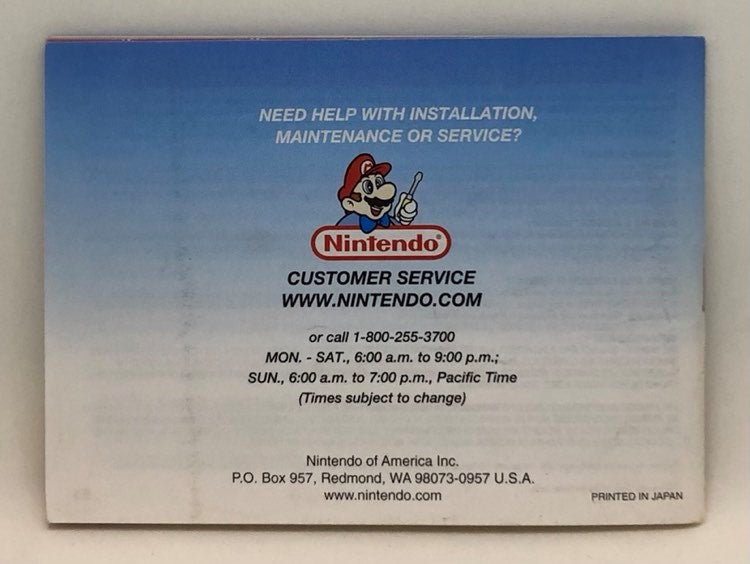 NEED HELP WITH INSTALLATION,
MAINTENANCE OR SERVICE?
M
Nintendo®
CUSTOMER SERVICE
WWW.NINTENDO.COM
or call 1-800-255-3700
MON. - SAT., 6:00 a.m. to 9:00 p.m.;
SUN., 6:00 a.m. to 7:00 p.m., Pacific Time
(Times subject to change)
Nintendo of America Inc.
P.O. Box 957, Redmond, WA 98073-0957 U.S.A.
www.nintendo.com
PRINTED IN JAPAN